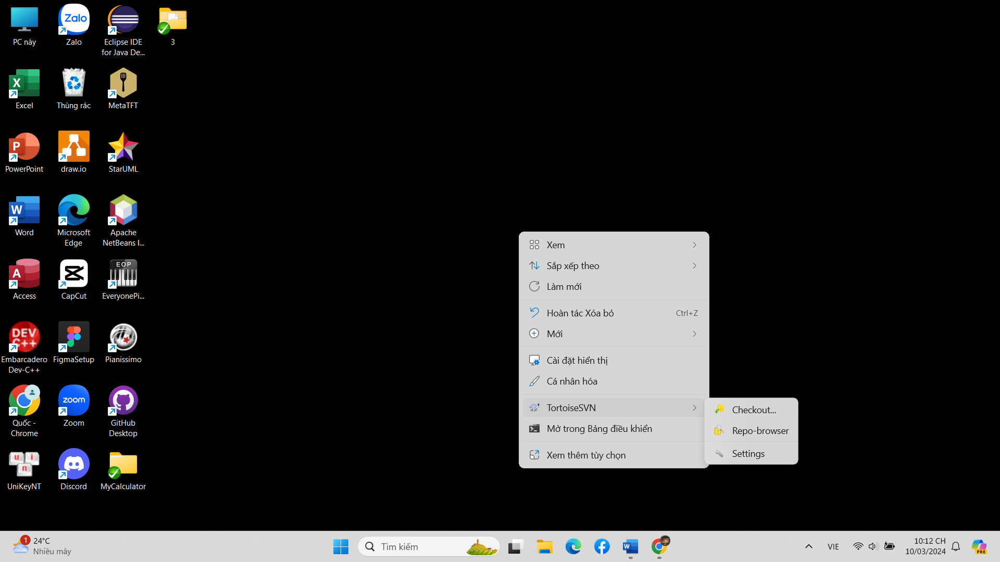 PC này
Zalo
Zalo
Eclipse IDE
for Java De...
3
X
Excel
Thùng rác
MetaTFT
P
PowerPoint
draw.io
StarUML
W
Word
Microsoft
Edge
Apache
NetBeans I...
A
Access
CapCut
EOP
EveryonePi...
DEV
C++
Embarcadero
Dev-C++
FigmaSetup
Pianissimo
Quốc -
Chrome
zoom
Zoom
GitHub
Desktop
u i
n
UniKeyNT
Discord
MyCalculator
Xem
Sắp xếp theo
Làm mới
Hoàn tác Xóa bỏ Ctrl+Z
Mới
Cài đặt hiển thị
Cá nhân hóa
TortoiseSVN
Mở trong Bảng điều khiển
Xem thêm tùy chọn
Checkout...
Repo-browser
Settings
1
24°C
Nhiều mây
Tìm kiếm
W
VIE
10:12 CH
10/03/2024
PRE